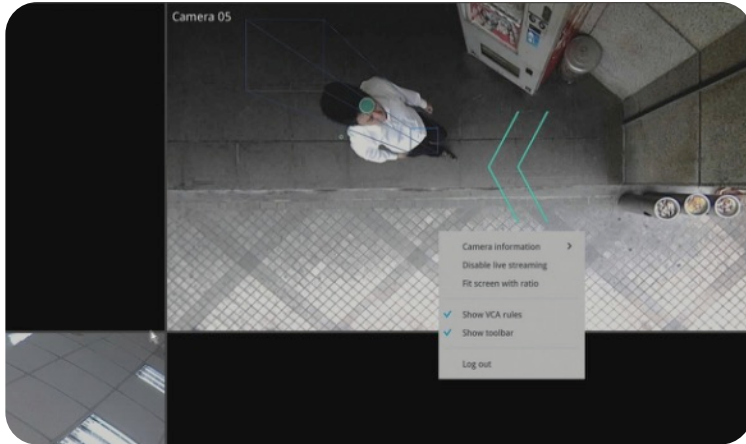 Camera 05
Camera information
Disable live streaming
Fit screen with ratio
Show VCA rules
Show toolbar
Log out